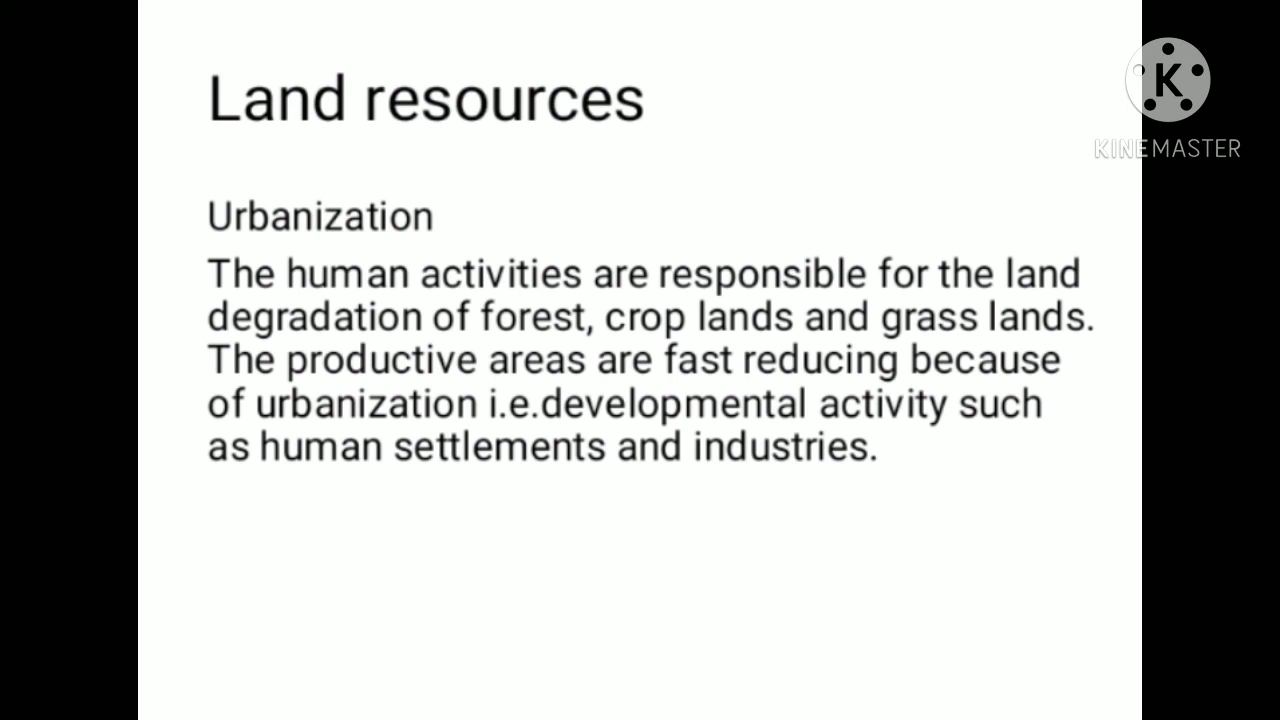 Land resources
K
KINEMASTER
Urbanization
The human activities are responsible for the land
degradation of forest, crop lands and grass lands.
The productive areas are fast reducing because
of urbanization i.e.developmental activity such
as human settlements and industries.